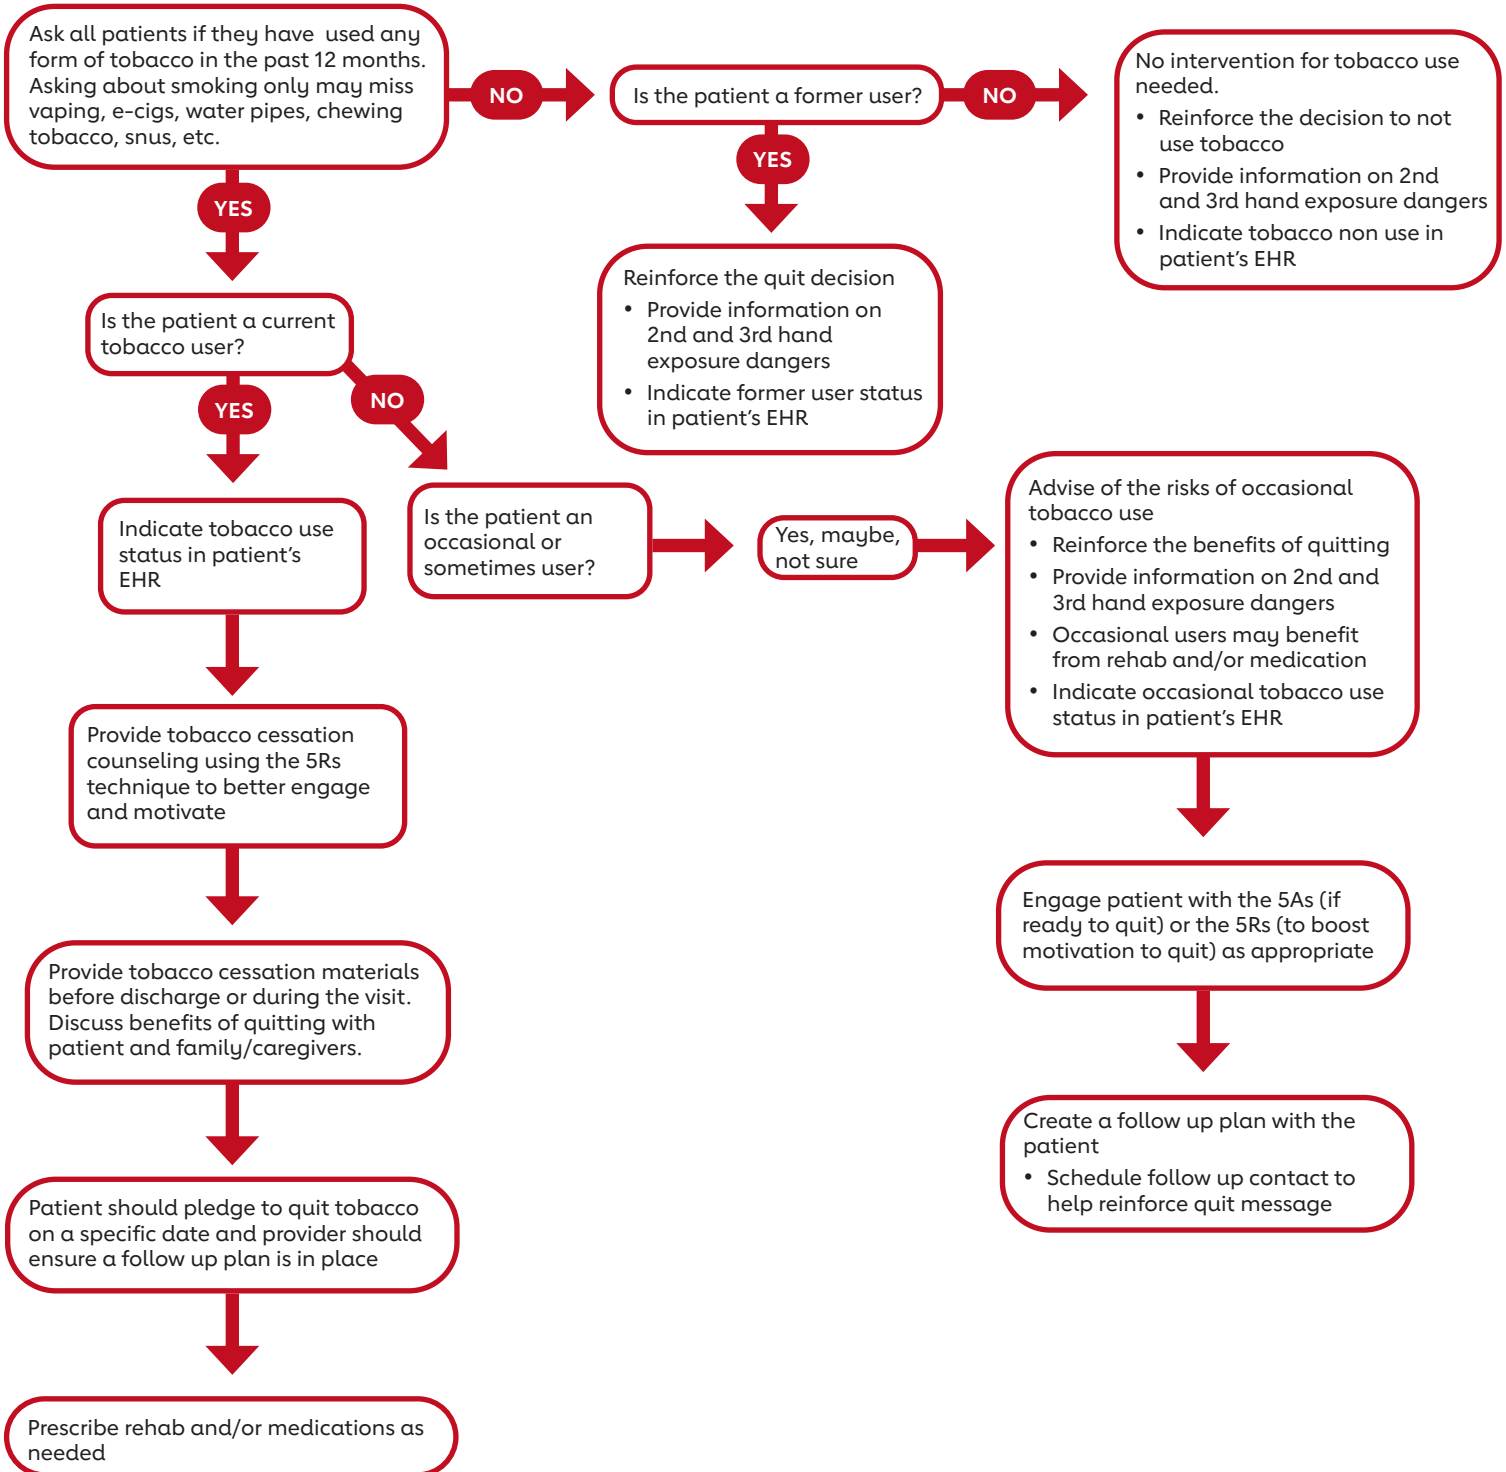 Ask all patients if they have used any
form of tobacco in the past 12 months.
Asking about smoking only may miss
vaping, e-cigs, water pipes, chewing
tobacco, snus, etc.
NO
Is the patient a former user?
NO
No intervention for tobacco use
needed.
• Reinforce the decision to not
use tobacco
• Provide information on 2nd
and 3rd hand exposure dangers
• Indicate tobacco non use in
patient's EHR
YES
YES
Reinforce the quit decision
• Provide information on
2nd and 3rd hand
exposure dangers
• Indicate former user status
in patient's EHR
Is the patient a current
tobacco user?
YES
NO
Indicate tobacco use
status in patient's
EHR
Is the patient an
occasional or
sometimes user?
Yes, maybe,
not sure
Advise of the risks of occasional
tobacco use
• Reinforce the benefits of quitting
• Provide information on 2nd and
3rd hand exposure dangers
• Occasional users may benefit
from rehab and/or medication
• Indicate occasional tobacco use
status in patient's EHR
Provide tobacco cessation
counseling using the 5Rs
technique to better engage
and motivate
Engage patient with the 5As (if
ready to quit) or the 5Rs (to boost
motivation to quit) as appropriate
Provide tobacco cessation materials
before discharge or during the visit.
Discuss benefits of quitting with
patient and family/caregivers.
Create a follow up plan with the
patient
• Schedule follow up contact to
help reinforce quit message
Patient should pledge to quit tobacco
on a specific date and provider should
ensure a follow up plan is in place
Prescribe rehab and/or medications as
needed